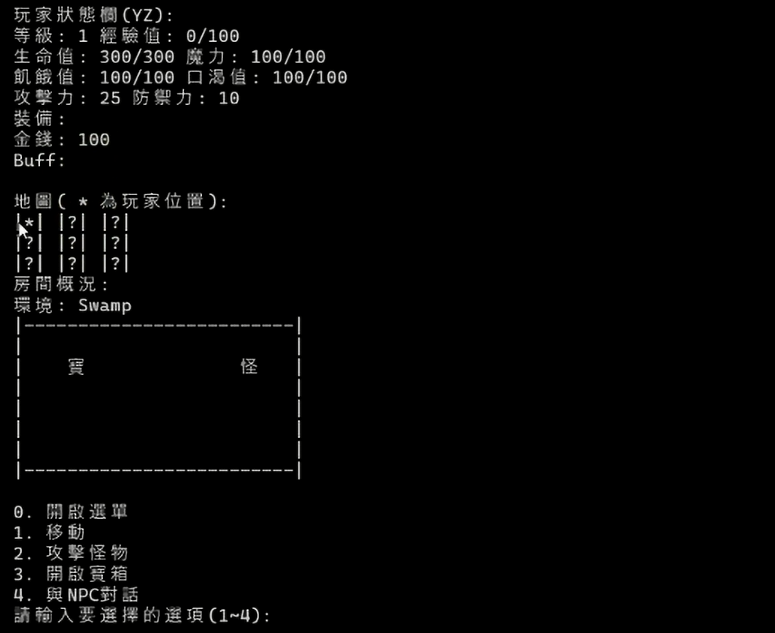 玩家狀態欄(YZ):
等級: 1 經驗值: 0/100
生命值: 300/300 魔力: 100/100
飢餓值: 100/100 口渴值: 100/100
攻擊力: 25 防禦力: 10
裝備:
金錢: 100
Buff:
地圖( * 為玩家位置):
|*| |?| |?|
|?| |?| |?|
|?| |?| |?|
房間概況:
環境: Swamp
|-------------------------|
寶 怪
|-------------------------|
0. 開啟選單
1. 移動
2. 攻擊怪物
3. 開啟寶箱
4. 與NPC對話
請輸入要選擇的選項(1~4):